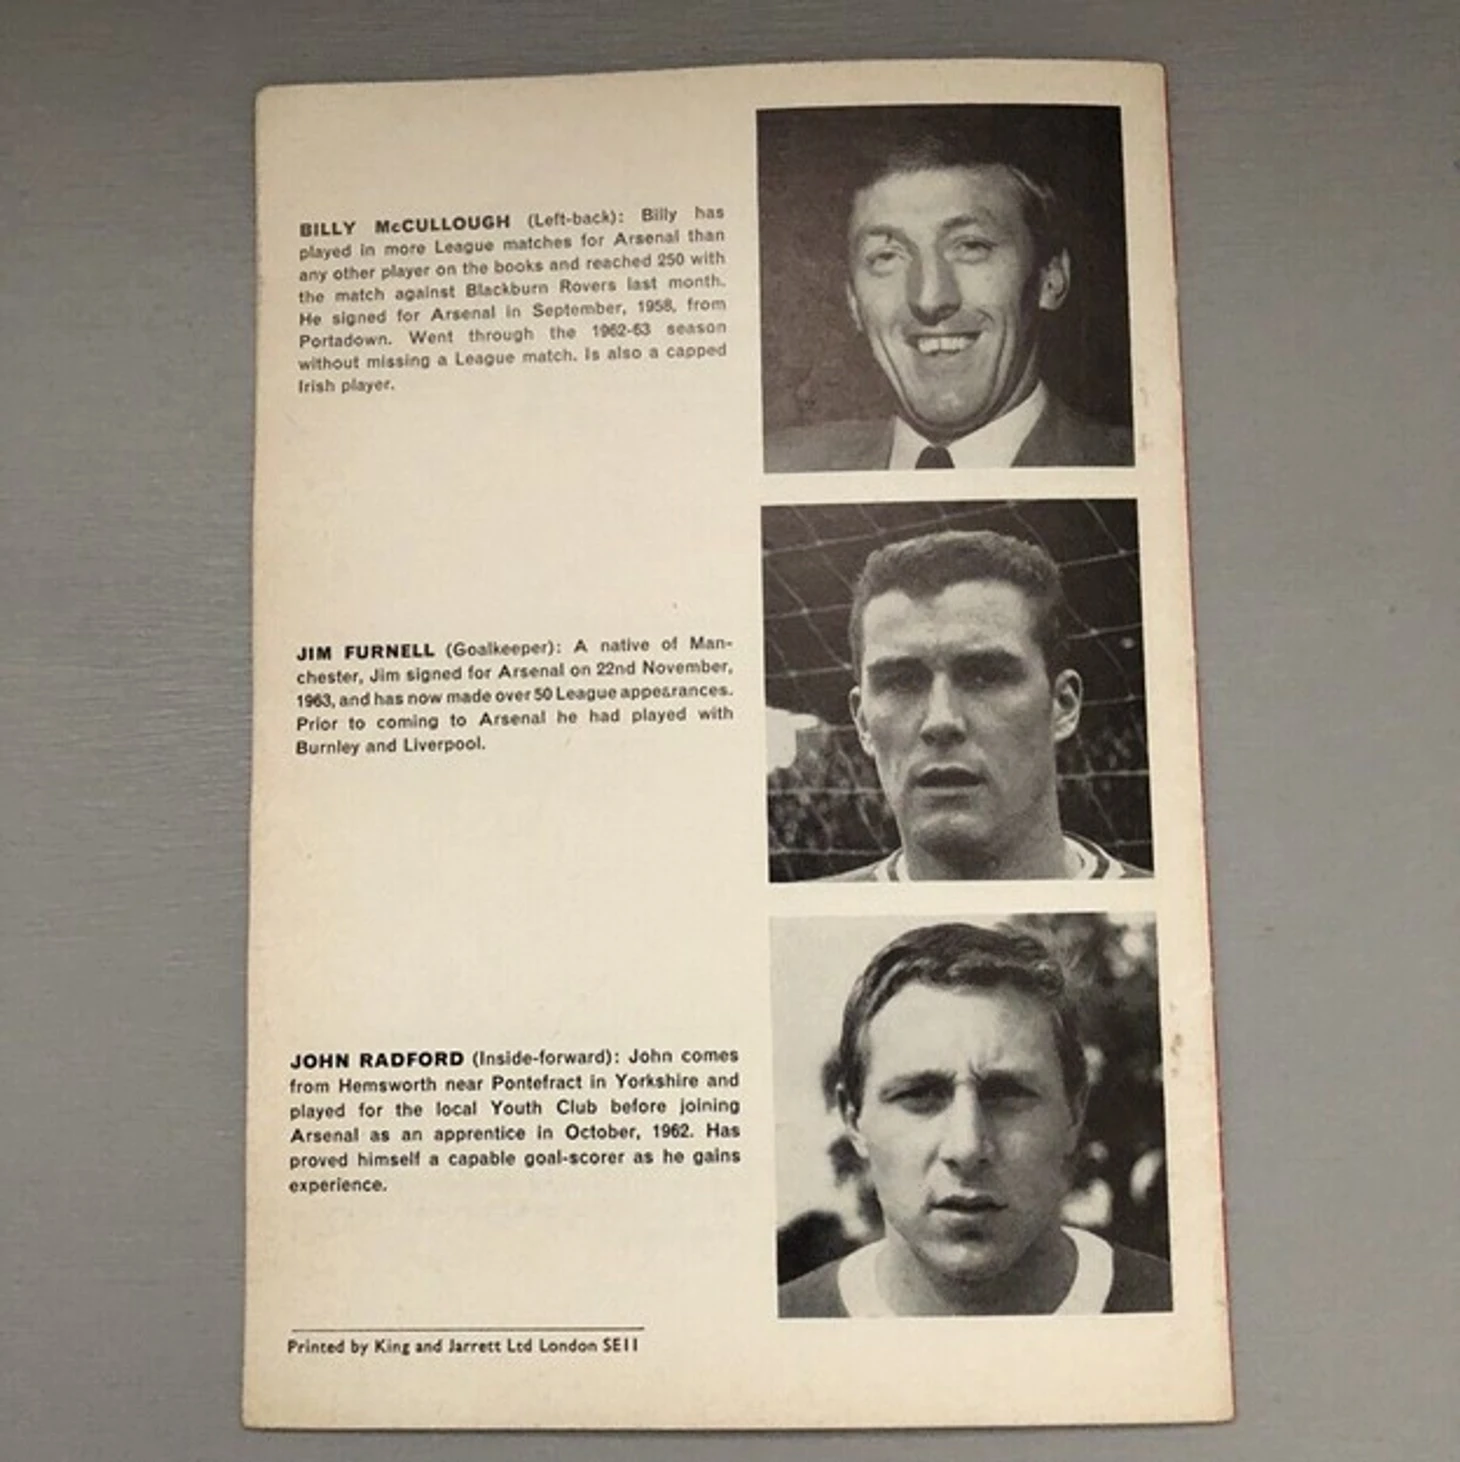 BILLY McCULLOUGH (Left-back): Billy has
played in more League matches for Arsenal than
any other player on the books and reached 250 with
the match against Blackburn Rovers last month.
He signed for Arsenal in September, 1958, from
Portadown. Went through the 1962-63 season
without missing a League match. Is also a capped
Irish player.
JIM FURNELL (Goalkeeper): A native of Man-
chester, Jim signed for Arsenal on 22nd November,
1963, and has now made over 50 League appearances.
Prior to coming to Arsenal he had played with
Burnley and Liverpool.
JOHN RADFORD (Inside-forward): John comes
from Hemsworth near Pontefract in Yorkshire and
played for the local Youth Club before joining
Arsenal as an apprentice in October, 1962. Has
proved himself a capable goal-scorer as he gains
experience.
Printed by King and Jarrett Ltd London SE11